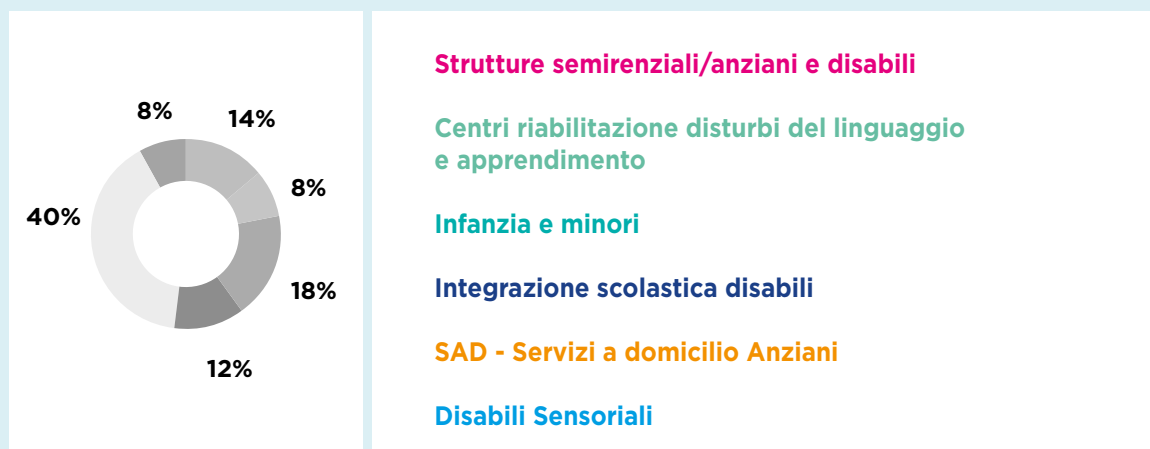 8%
14%
8%
40%
18%
12%
Strutture semirenziali/anziani e disabili
Centri riabilitazione disturbi del linguaggio
e apprendimento
Infanzia e minori
Integrazione scolastica disabili
SAD - Servizi a domicilio Anziani
Disabili Sensoriali